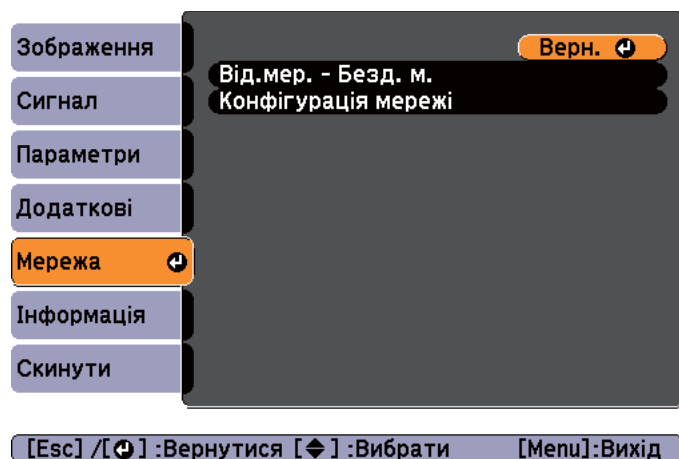 Зображення
Сигнал
Параметри
Додаткові
Мережа
Інформація
Скинути
Верн.
Від.мер. - Безд. м.
Конфігурація мережі
[Esc] /[ ] :Вернутися [ ] :Вибрати [Menu]:Вихід